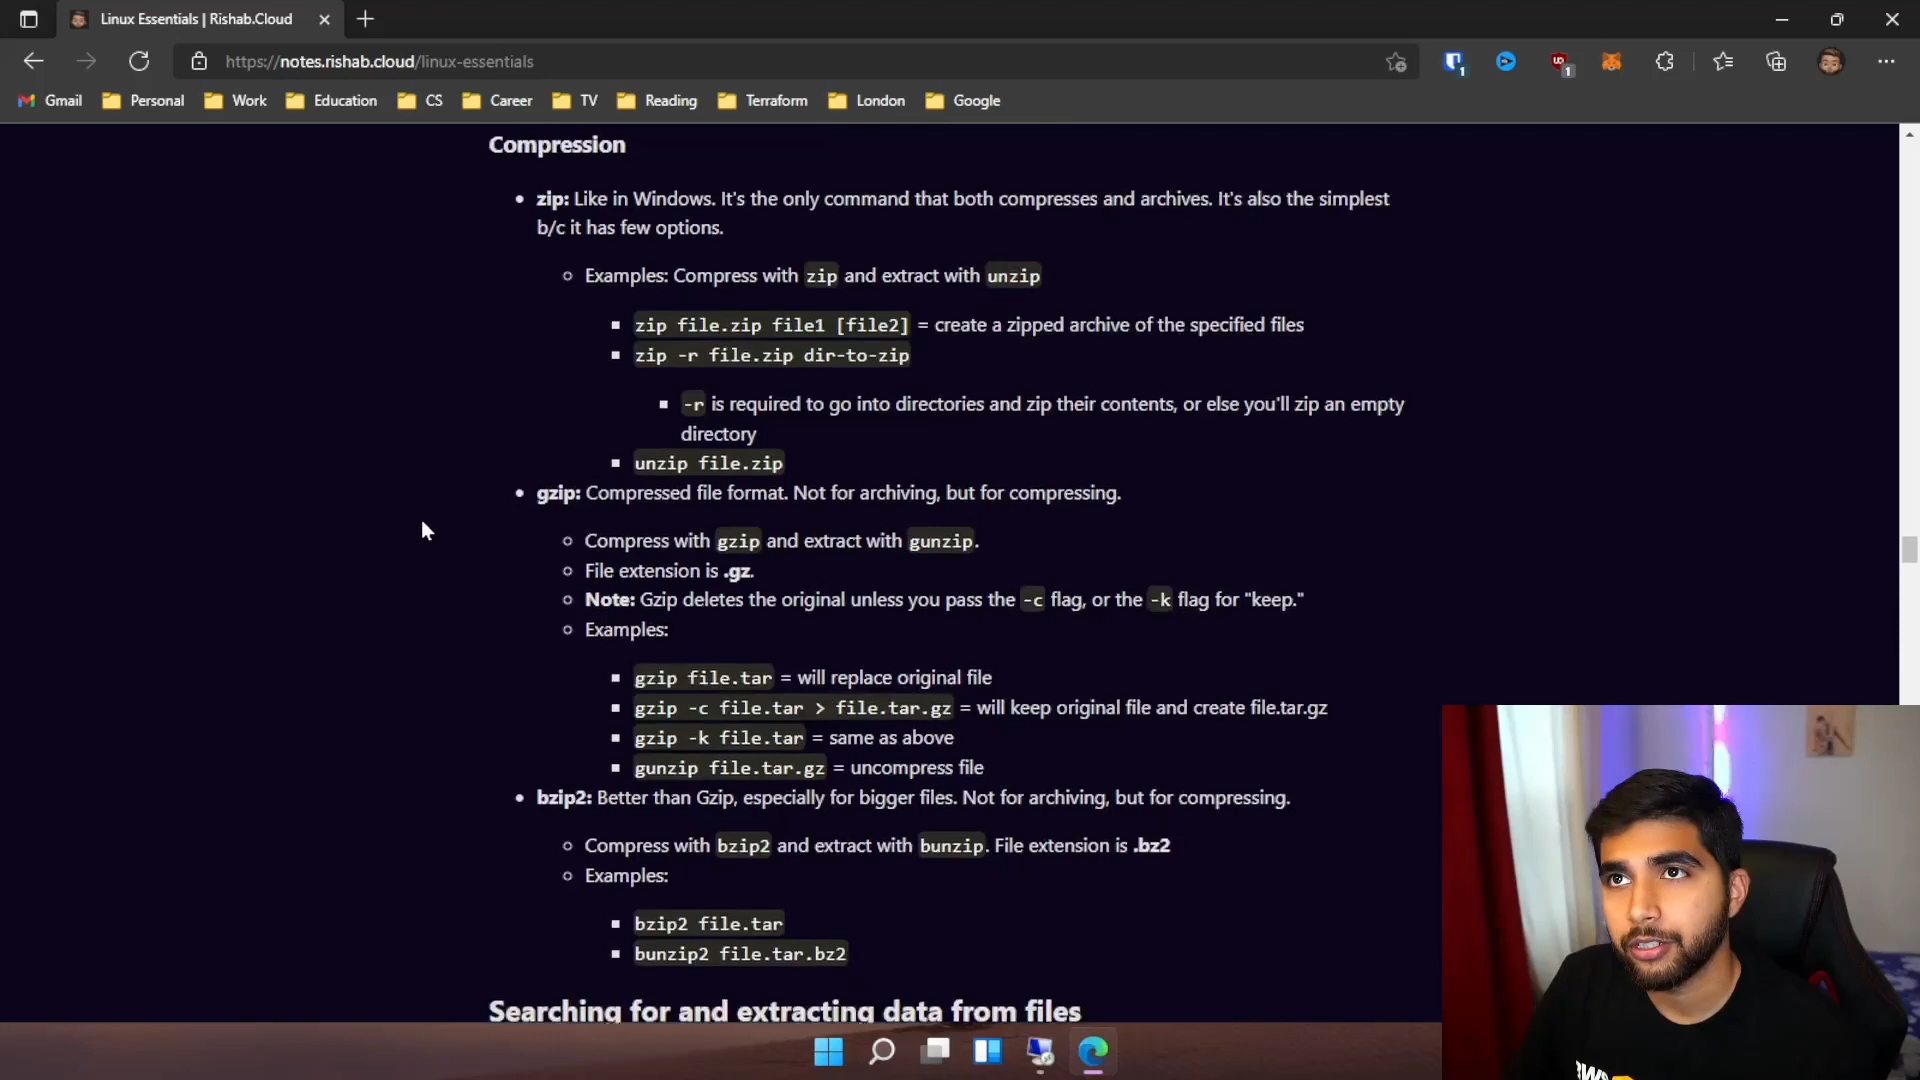 Linux Essentials | Rishab.Cloud
https://notes.rishab.cloud/linux-essentials
1
1
Gmail Personal Work Education CS Career TV Reading Terraform London Google
Compression
zip: Like in Windows. It's the only command that both compresses and archives. It's also the simplest
b/c it has few options.
Examples: Compress with zip and extract with unzip
zip file.zip file1 [file2] = create a zipped archive of the specified files
zip -r file.zip dir-to-zip
-r is required to go into directories and zip their contents, or else you'll zip an empty
directory
unzip file.zip
gzip: Compressed file format. Not for archiving, but for compressing.
Compress with gzip and extract with gunzip.
File extension is .gz.
Note: Gzip deletes the original unless you pass the -c flag, or the -k flag for "keep."
Examples:
gzip file.tar = will replace original file
gzip -c file.tar > file.tar.gz = will keep original file and create file.tar.gz
gzip -k file.tar = same as above
gunzip file.tar.gz = uncompress file
bzip2: Better than Gzip, especially for bigger files. Not for archiving, but for compressing.
Compress with bzip2 and extract with bunzip. File extension is .bz2
Examples:
bzip2 file.tar
bunzip2 file.tar.bz2
Searching for and extracting data from files